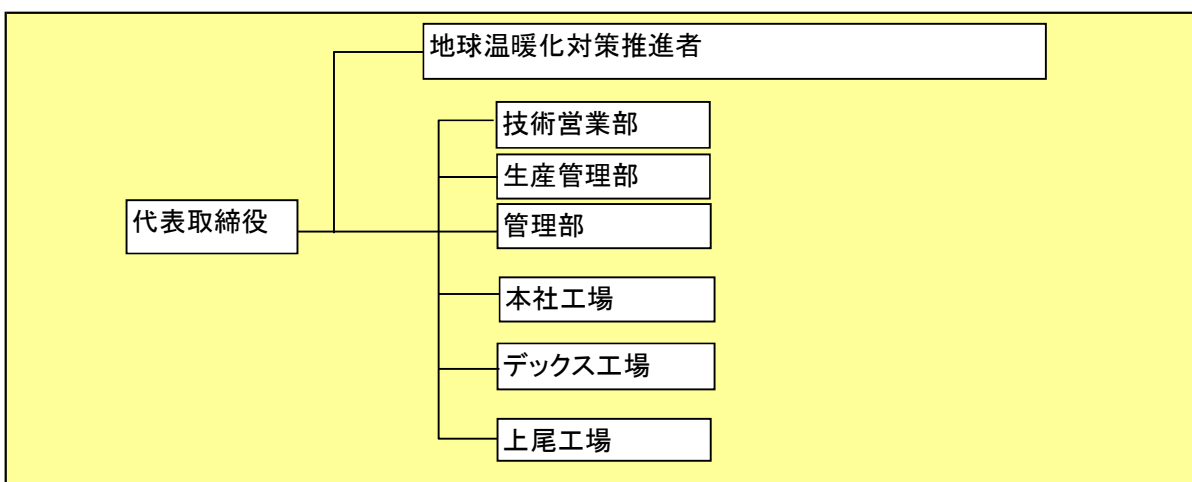 地球温暖化対策推進者
技術営業部
生産管理部
代表取締役
管理部
本社工場
デックス工場
上尾工場